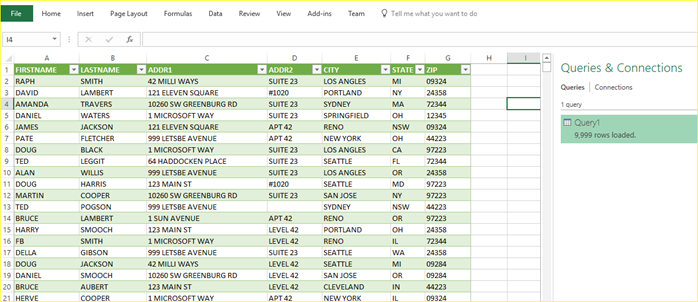 File Home Insert Page Layout Formulas Data Review View Add-ins Team Tell me what you want to do
I4 fx
A B C D E F G H I
1 FIRSTNAME LASTNAME ADDR1 ADDR2 CITY STATE ZIP
2 RAPH SMITH 42 MILLI WAYS SUITE 23 LOS ANGLES MI 09324
3 DAVID LAMBERT 121 ELEVEN SQUARE #1020 PORTLAND NY 24358
4 AMANDA TRAVERS 10260 SW GREENBURG RD SUITE 23 SYDNEY MA 72344
5 DANIEL WATERS 1 MICROSOFT WAY SUITE 23 SPRINGFIELD OH 12345
6 JAMES JACKSON 121 ELEVEN SQUARE APT 42 RENO NSW 09324
7 PATE FLETCHER 999 LETSBE AVENUE APT 42 NEW YORK OH 44223
8 DOUG BLACK 1 MICROSOFT WAY SUITE 23 LOS ANGLES CA 97223
9 TED LEGGIT 64 HADDOCKEN PLACE SUITE 23 SEATTLE FL 72344
10 ALAN WILLIS 999 LETSBE AVENUE SUITE 23 LOS ANGLES OR 24358
11 DOUG HARRIS 123 MAIN ST #1020 SEATTLE MD 97223
12 MARTIN COOPER 10260 SW GREENBURG RD SUITE 23 SAN JOSE NY 97223
13 TED POGSON 999 LETSBE AVENUE SYDNEY NSW 44223
14 BRUCE LAMBERT 1 SUN AVENUE APT 42 RENO OR 44223
15 HARRY SMOOCH 123 MAIN ST LEVEL 42 PORTLAND OH 24358
16 FB SMITH 1 MICROSOFT WAY LEVEL 42 RENO IL 72344
17 DELLA GIBSON 999 LETSBE AVENUE LEVEL 42 SEATTLE WA 24358
18 DOUG JACKSON 42 MILLI WAYS LEVEL 42 SEATTLE MI 09284
19 DANIEL SMOOCH 10260 SW GREENBURG RD LEVEL 42 SAN JOSE OR 09284
20 BRUCE AUBERT 123 MAIN ST LEVEL 42 CLEVELAND IN 44223
21 HERVE COOPER 1 MICROSOFT WAY APT 42 NEW YORK IL 09324
Queries & Connections
Queries Connections
1 query
Query1
9,999 rows loaded.